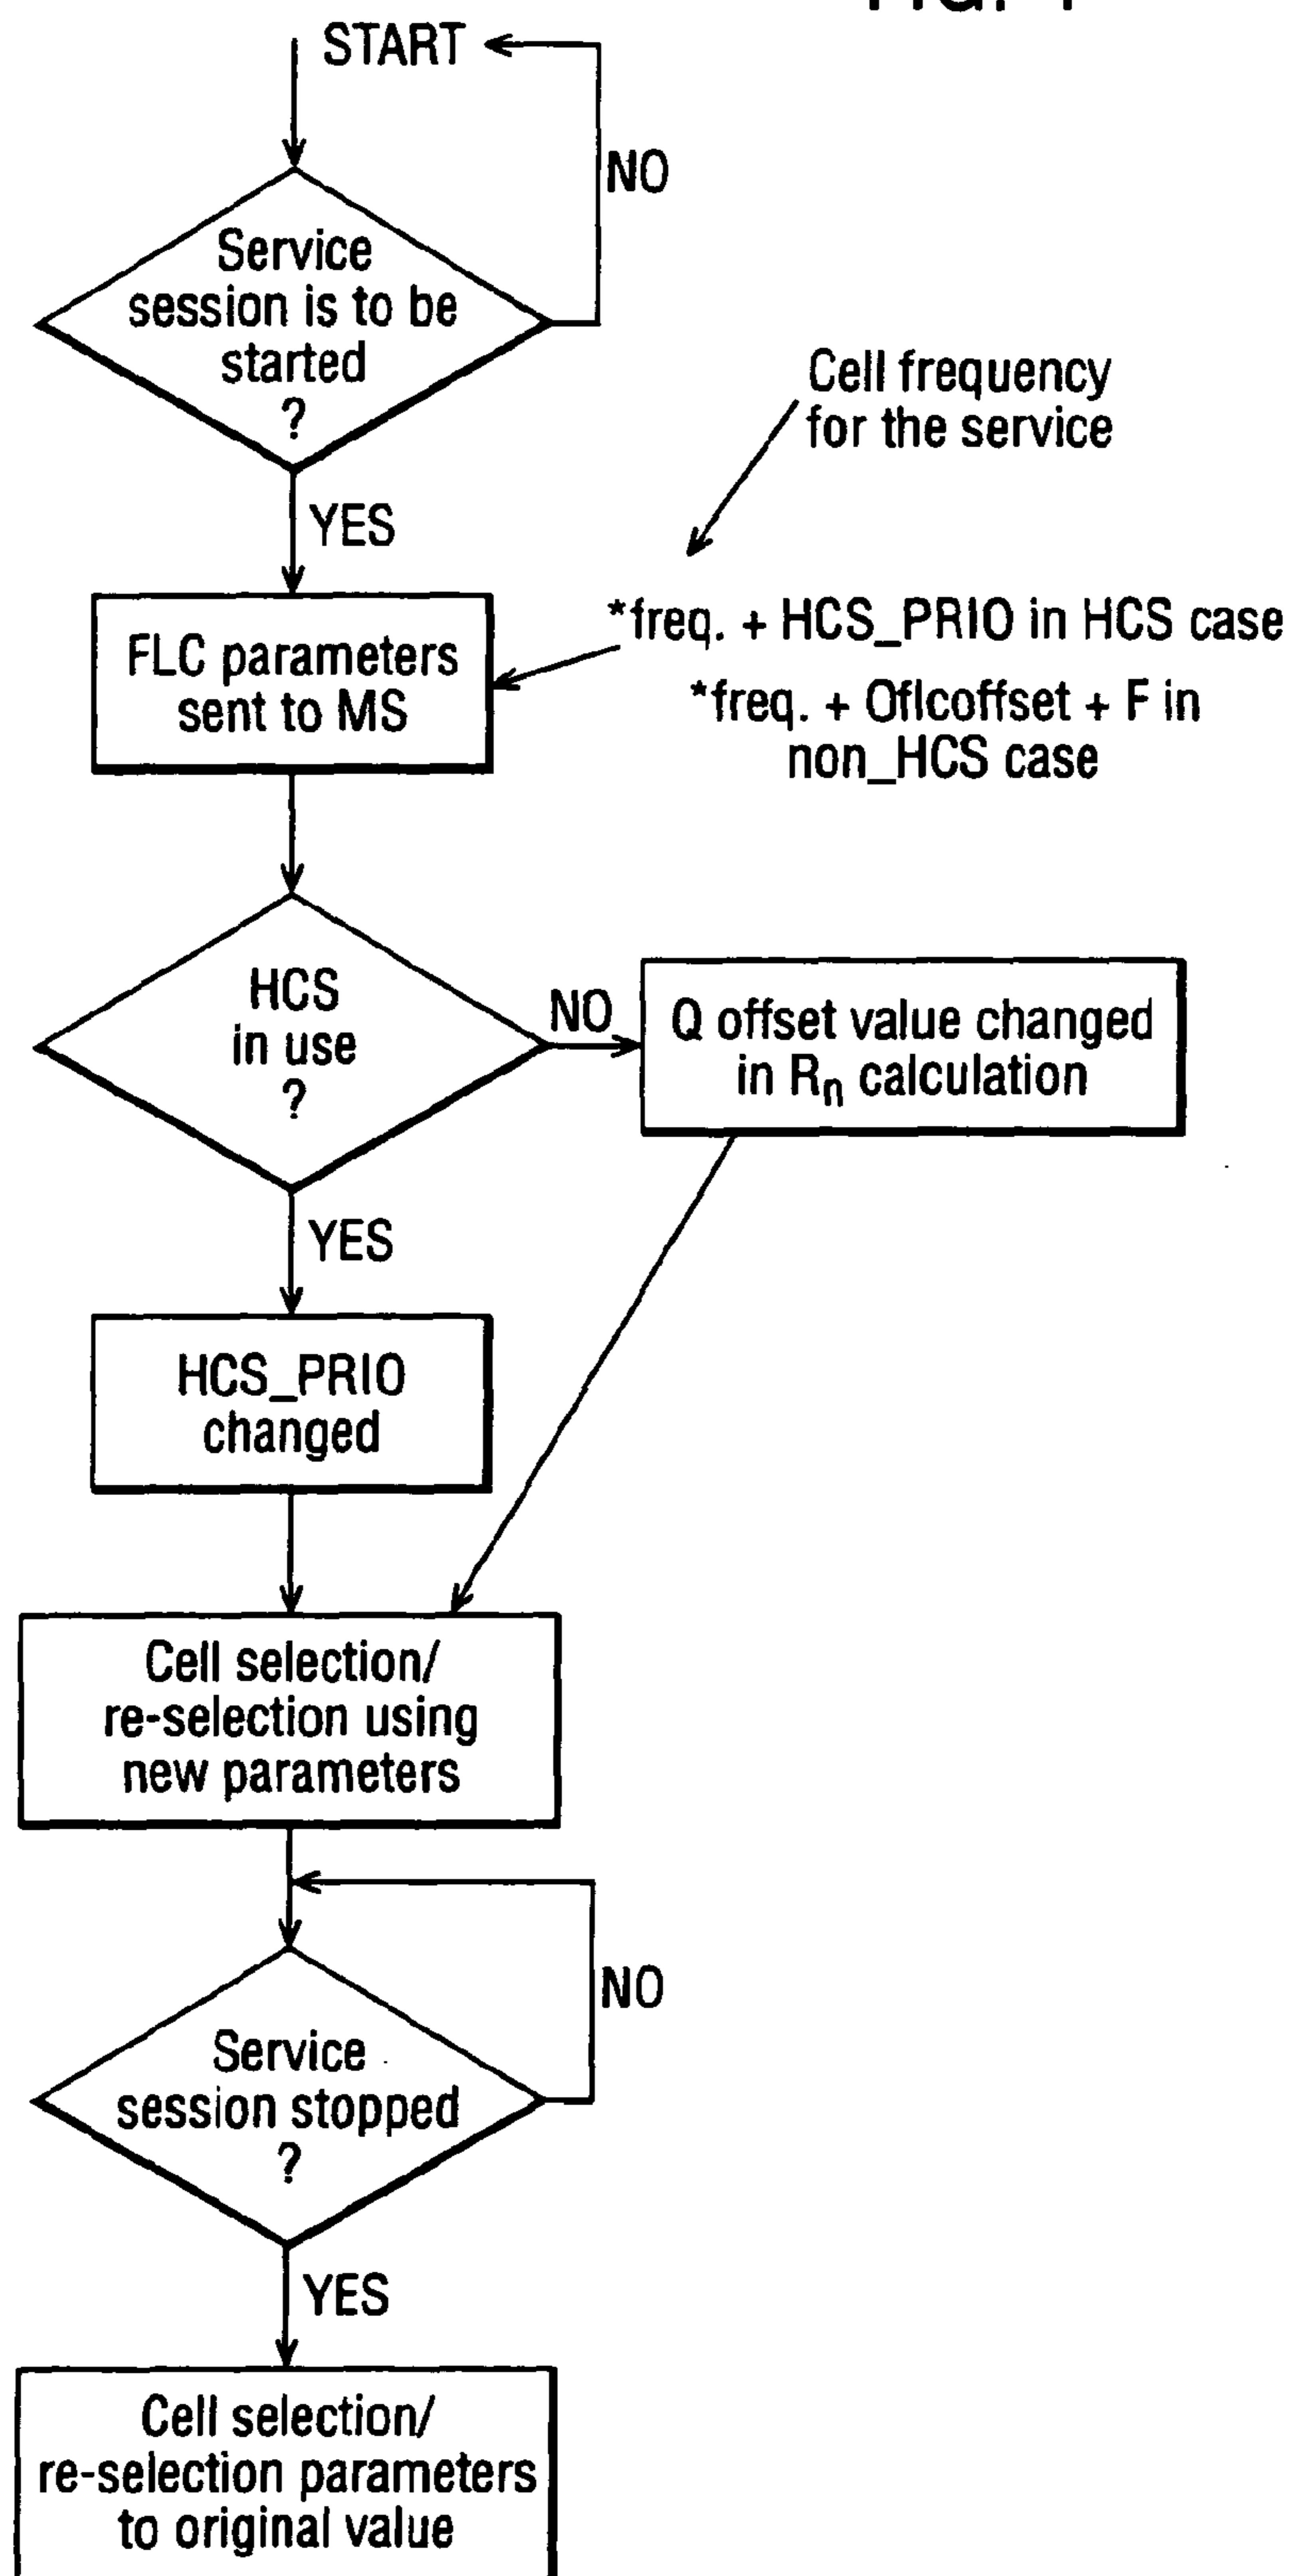 START
NO
Service
session is to be
started
?
Cell frequency
for the service
YES
*freq. + HCS_PRIO in HCS case
FLC parameters
sent to MS
*freq. + Oflcoffset + F in
non_HCS case
HCS
in use
?
NO
Q offset value changed
in Rn calculation
YES
HCS_PRIO
changed
Cell selection/
re-selection using
new parameters
NO
Service
session stopped
?
YES
Cell selection/
re-selection parameters
to original value